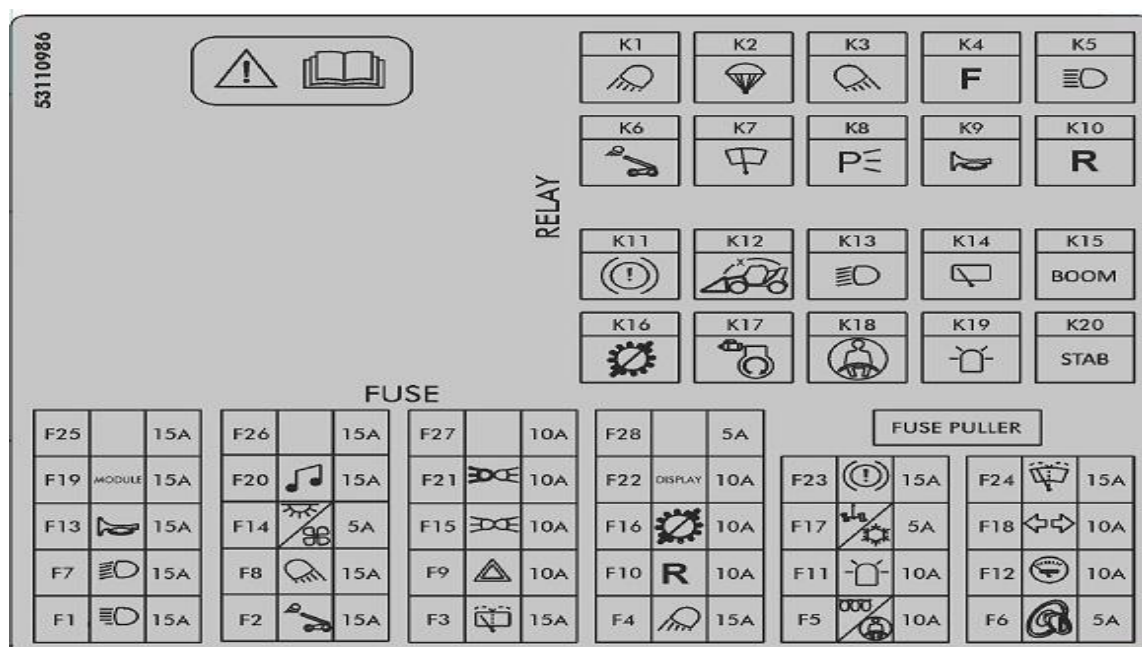 53110986
K1 K2 K3 K4 K5
F
K6 K7 K8 K9 K10
P R
RELAY
K11 K12 K13 K14 K15
X BOOM
K16 K17 K18 K19 K20
STAB
FUSE
FUSE PULLER
F25 15A F26 15A F27 10A F28 5A
F19 MODULE 15A F20 15A F21 10A F22 DISPLAY 10A F23 15A F24 15A
F13 15A F14 5A F15 10A F16 10A F17 5A F18 10A
F7 15A F8 15A F9 10A F10 R 10A F11 10A F12 10A
F1 15A F2 15A F3 15A F4 15A F5 10A F6 5A